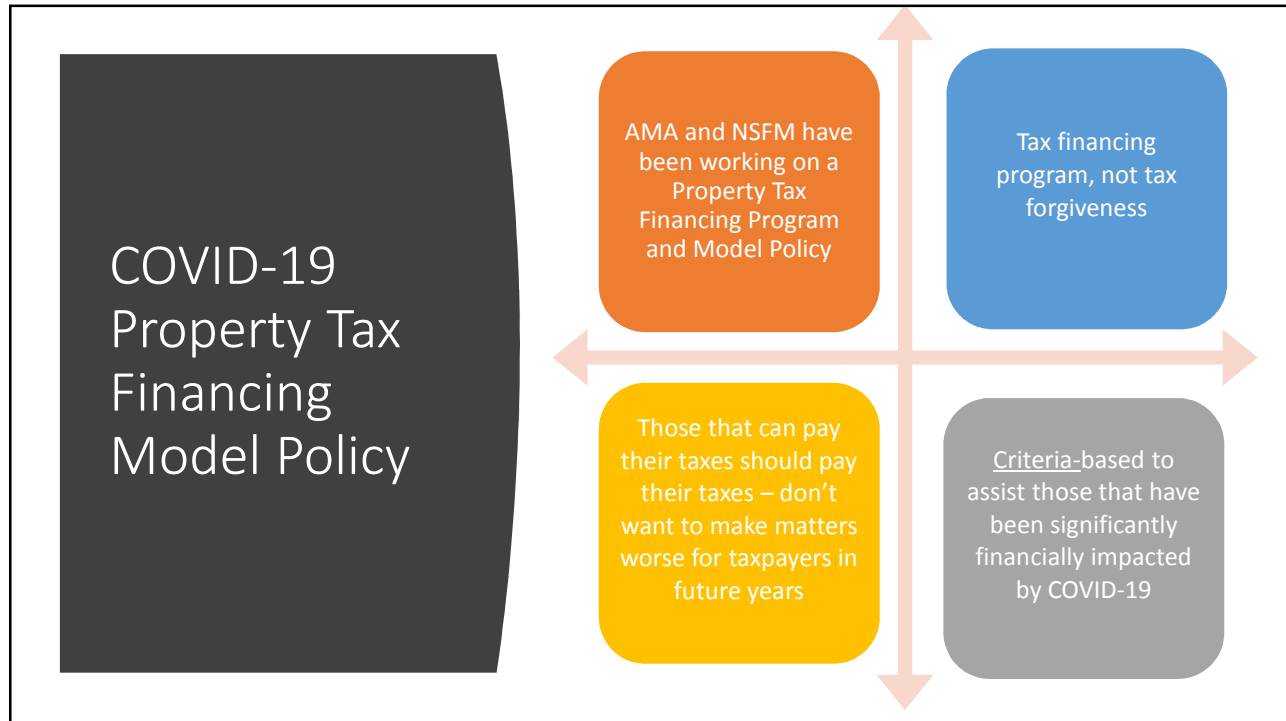 COVID-19
Property Tax
Financing
Model Policy
AMA and NSFM have
been working on a
Property Tax
Financing Program
and Model Policy
Tax financing
program, not tax
forgiveness
Those that can pay
their taxes should pay
their taxes – don’t
want to make matters
worse for taxpayers in
future years
Criteria-based to
assist those that have
been significantly
financially impacted
by COVID-19